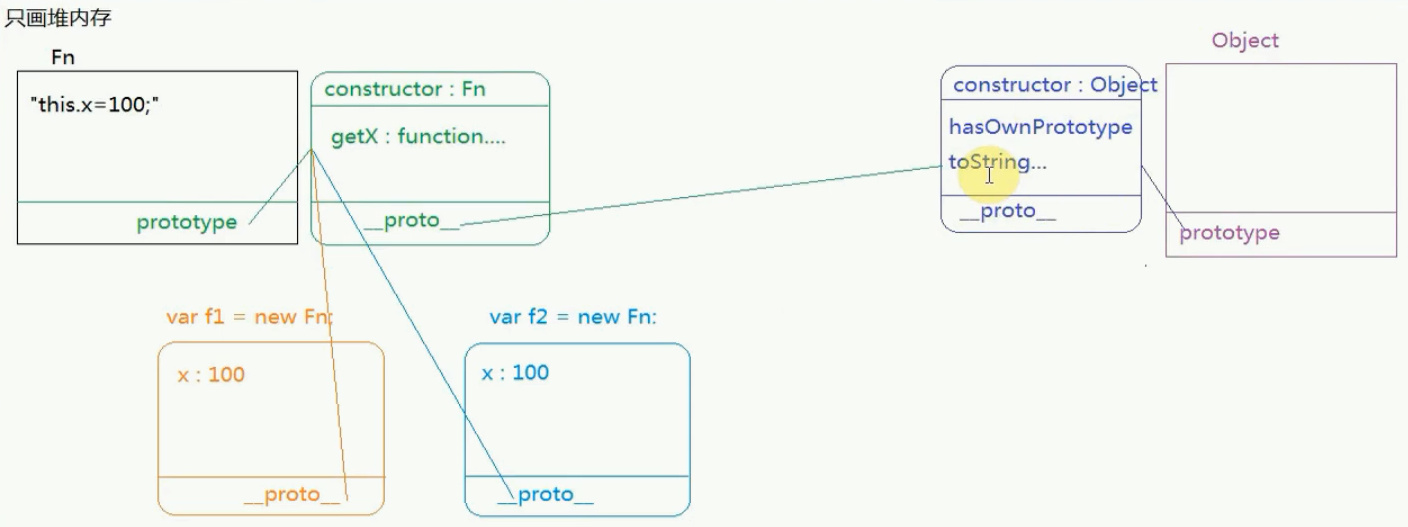 只画堆内存
Fn
"this.x=100;"
prototype
constructor : Fn
getX : function....
__proto__
constructor : Object
hasOwnPrototype
toString...
__proto__
Object
prototype
var f1 = new Fn;
x : 100
__proto__
var f2 = new Fn:
x : 100
__proto__